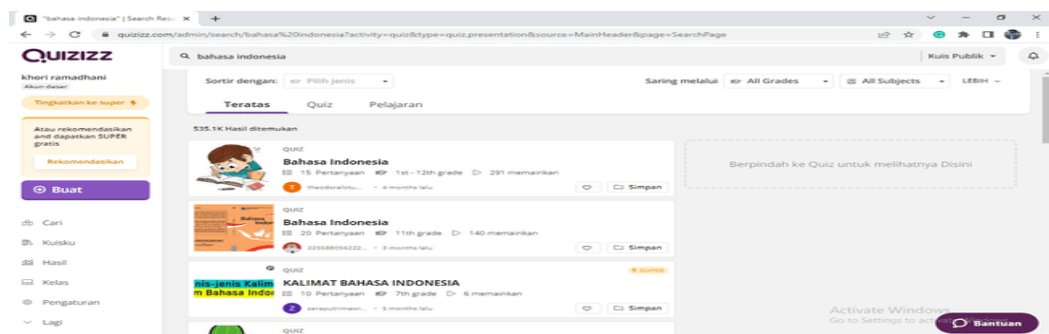 "bahasa indonesia" | Search Res
quizizz.com/admin/search/bahasa%20indonesia?activity=quiz&type=quiz,presentation&source=MainHeader&page=SearchPage
QUIZIZZ
bahasa indonesia
Kuis Publik
khori ramadhani
Akun dasar
Tingkatkan ke super
Atau rekomendasikan
and dapatkan SUPER
gratis
Rekomendasikan
Buat
Cari
Kuisku
Hasil
Kelas
Pengaturan
Lagi
Sortir dengan: Pilih jenis
Saring melalui All Grades All Subjects LEBIH
Teratas Quiz Pelajaran
535.1K Hasil ditemukan
QUIZ
Bahasa Indonesia
15 Pertanyaan 1st - 12th grade 291 memainkan
T 4 months lalu
Simpan
QUIZ
Bahasa
Indon
Bahasa Indonesia
20 Pertanyaan 11th grade 140 memainkan
3 months lalu
Simpan
QUIZ
SUPER
nis-jenis Kalim
m Bahasa Indo
KALIMAT BAHASA INDONESIA
10 Pertanyaan 7th grade 6 memainkan
Z months lalu
Simpan
QUIZ
Berpindah ke Quiz untuk melihatnya Disini
Activate Windows
Go to Settings to
Bantuan